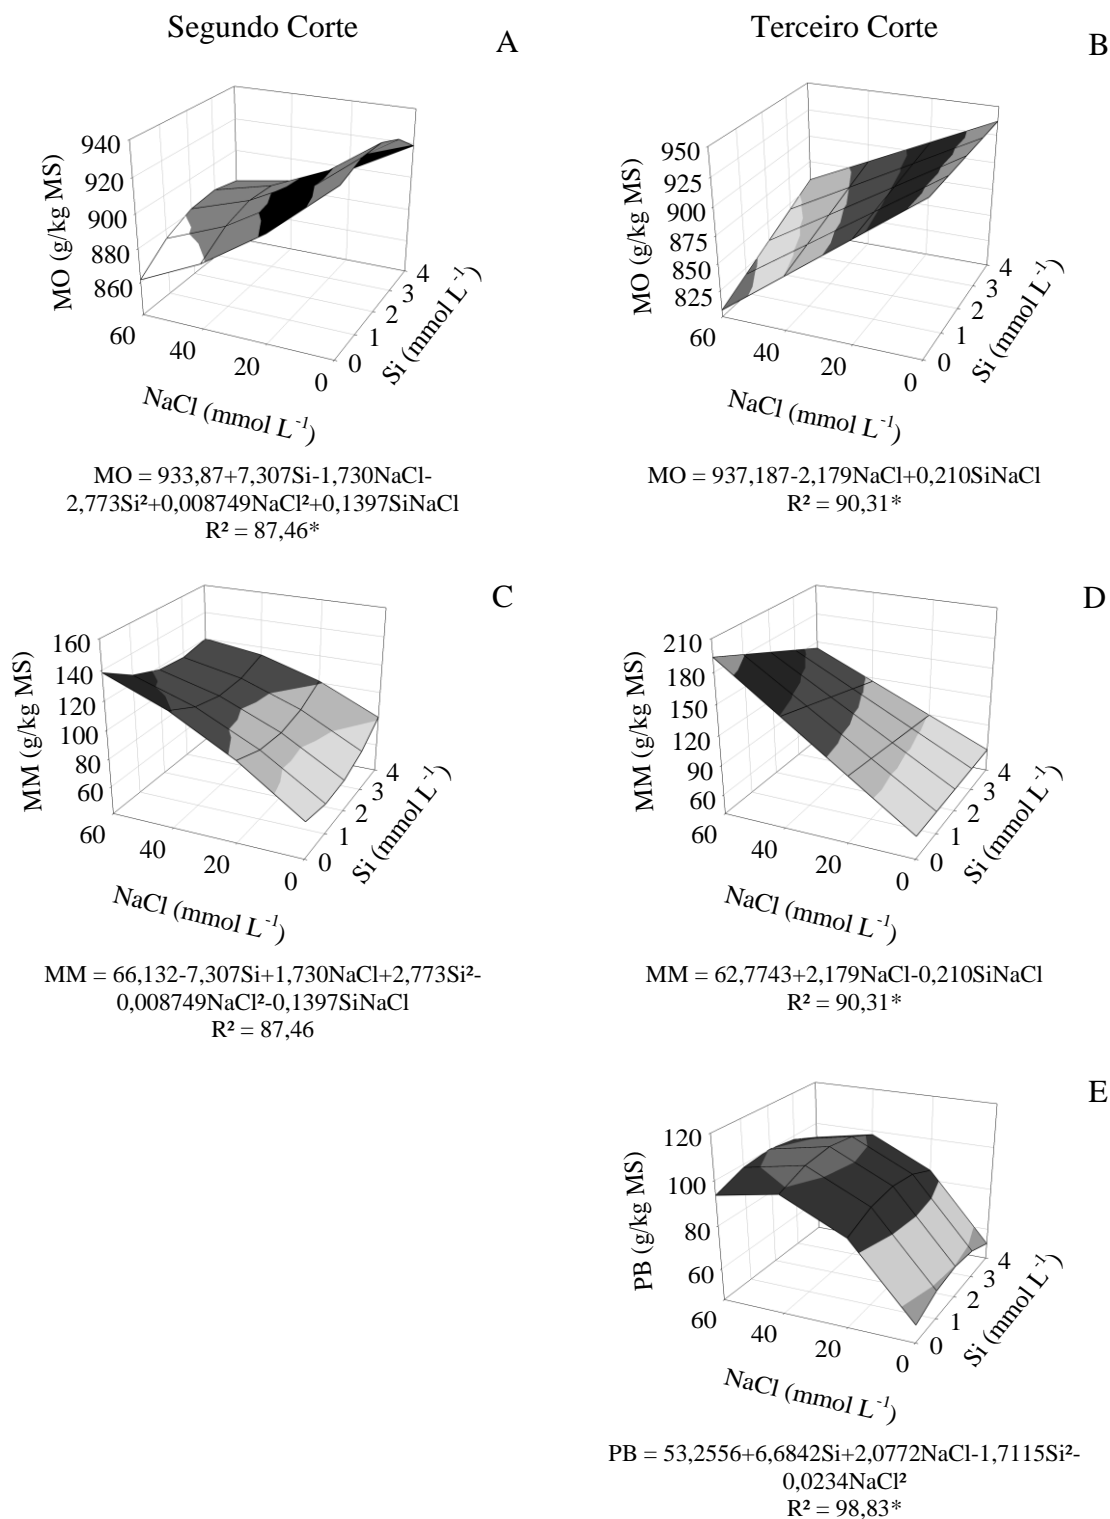 Segundo Corte
A
940
920
900
880
860
MO (g/kg MS)
60
40
20
0
NaCl (mmol L⁻¹)
0
1
2
3
4
Si (mmol L⁻¹)
MO = 933,87+7,307Si-1,730NaCl-
2,773Si²+0,008749NaCl²+0,1397SiNaCl
R² = 87,46*
Terceiro Corte
B
950
925
900
875
850
825
MO (g/kg MS)
60
40
20
0
NaCl (mmol L⁻¹)
0
1
2
3
4
Si (mmol L⁻¹)
MO = 937,187-2,179NaCl+0,210SiNaCl
R² = 90,31*
C
160
140
120
100
80
60
MM (g/kg MS)
60
40
20
0
NaCl (mmol L⁻¹)
0
1
2
3
4
Si (mmol L⁻¹)
MM = 66,132-7,307Si+1,730NaCl+2,773Si²-
0,008749NaCl²-0,1397SiNaCl
R² = 87,46
D
210
180
150
120
90
60
MM (g/kg MS)
60
40
20
0
NaCl (mmol L⁻¹)
0
1
2
3
4
Si (mmol L⁻¹)
MM = 62,7743+2,179NaCl-0,210SiNaCl
R² = 90,31*
E
120
100
80
60
PB (g/kg MS)
60
40
20
0
NaCl (mmol L⁻¹)
0
1
2
3
4
Si (mmol L⁻¹)
PB = 53,2556+6,6842Si+2,0772NaCl-1,7115Si²-
0,0234NaCl²
R² = 98,83*